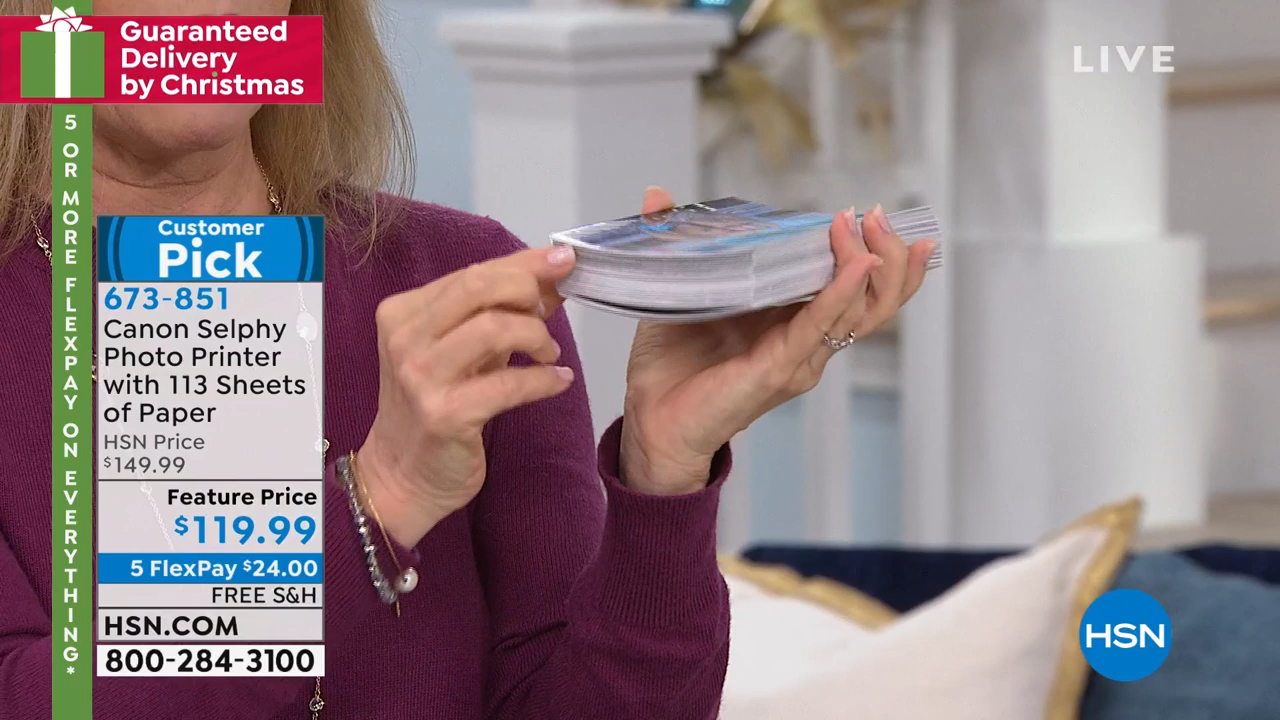 Guaranteed
Delivery
by Christmas
LIVE
5 OR MORE FLEXPAY ON EVERYTHING*
Customer
Pick
673-851
Canon Selphy
Photo Printer
with 113 Sheets
of Paper
HSN Price
$149.99
Feature Price
$119.99
5 FlexPay $24.00
FREE S&H
HSN.COM
800-284-3100
HSN